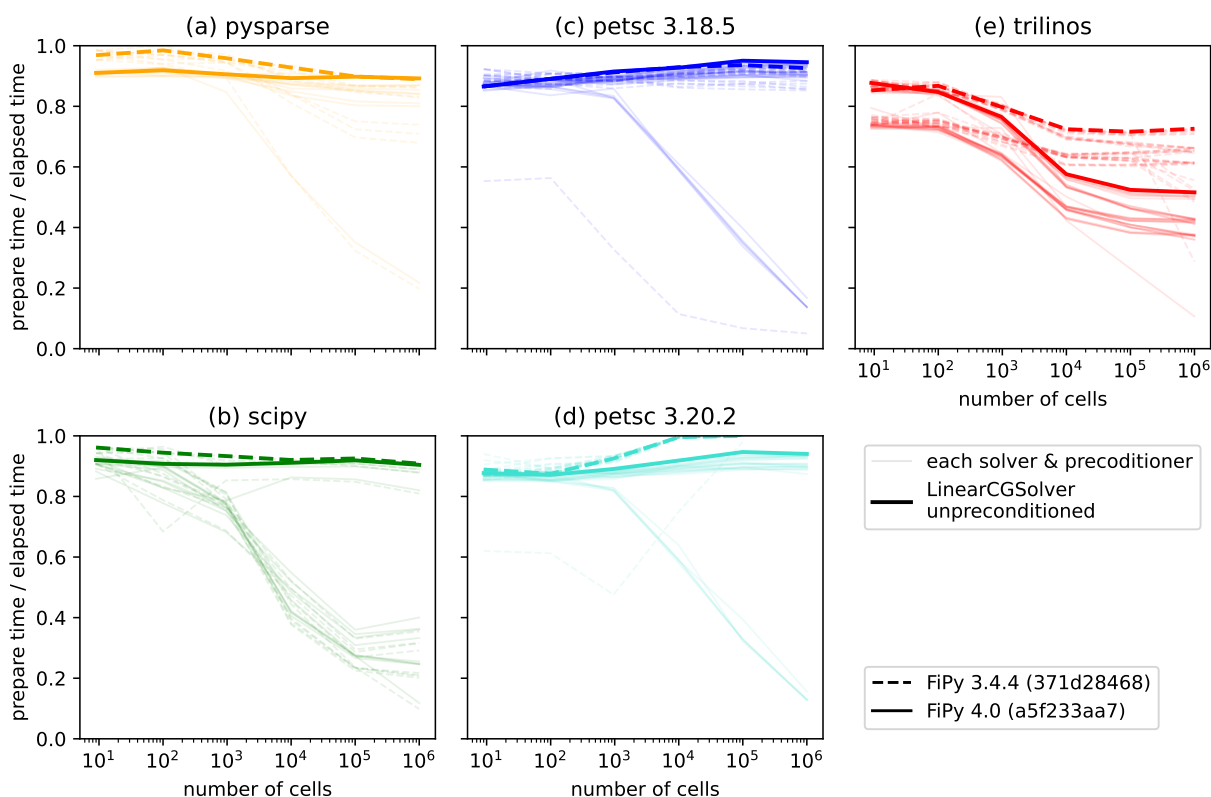 (a) pysparse
(c) petsc 3.18.5
(e) trilinos
prepare time / elapsed time
1.0
0.8
0.6
0.4
0.2
0.0
10¹ 10² 10³ 10⁴ 10⁵ 10⁶
number of cells
(b) scipy
(d) petsc 3.20.2
prepare time / elapsed time
1.0
0.8
0.6
0.4
0.2
0.0
10¹ 10² 10³ 10⁴ 10⁵ 10⁶
number of cells
10¹ 10² 10³ 10⁴ 10⁵ 10⁶
number of cells
each solver & precoditioner
LinearCGSolver
unpreconditioned
FiPy 3.4.4 (371d28468)
FiPy 4.0 (a5f233aa7)